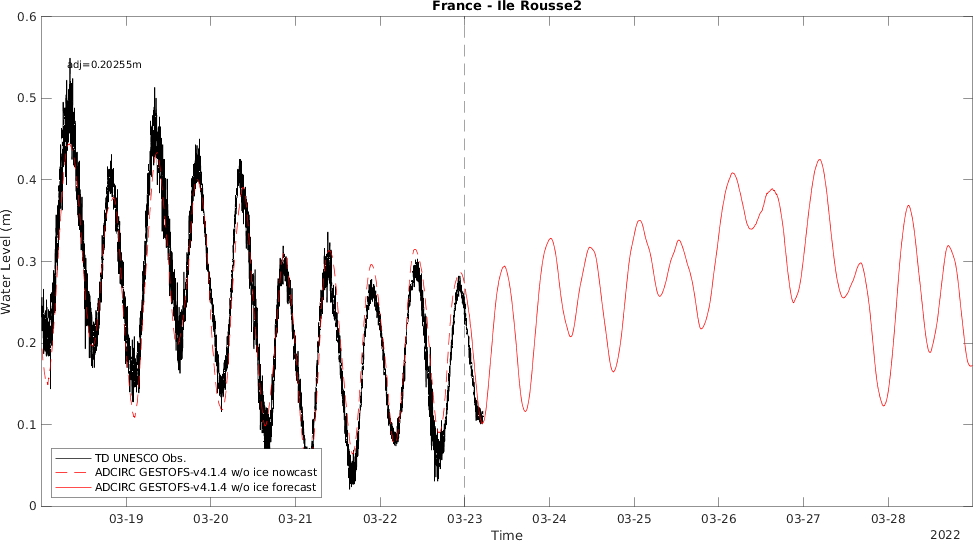 France - Ile Rousse2
adj=0.20255m
0.6
0.5
0.4
0.3
0.2
0.1
0
Water Level (m)
TD UNESCO Obs.
ADCIRC GESTOFS-v4.1.4 w/o ice nowcast
ADCIRC GESTOFS-v4.1.4 w/o ice forecast
03-19 03-20 03-21 03-22 03-23 03-24 03-25 03-26 03-27 03-28
Time
2022